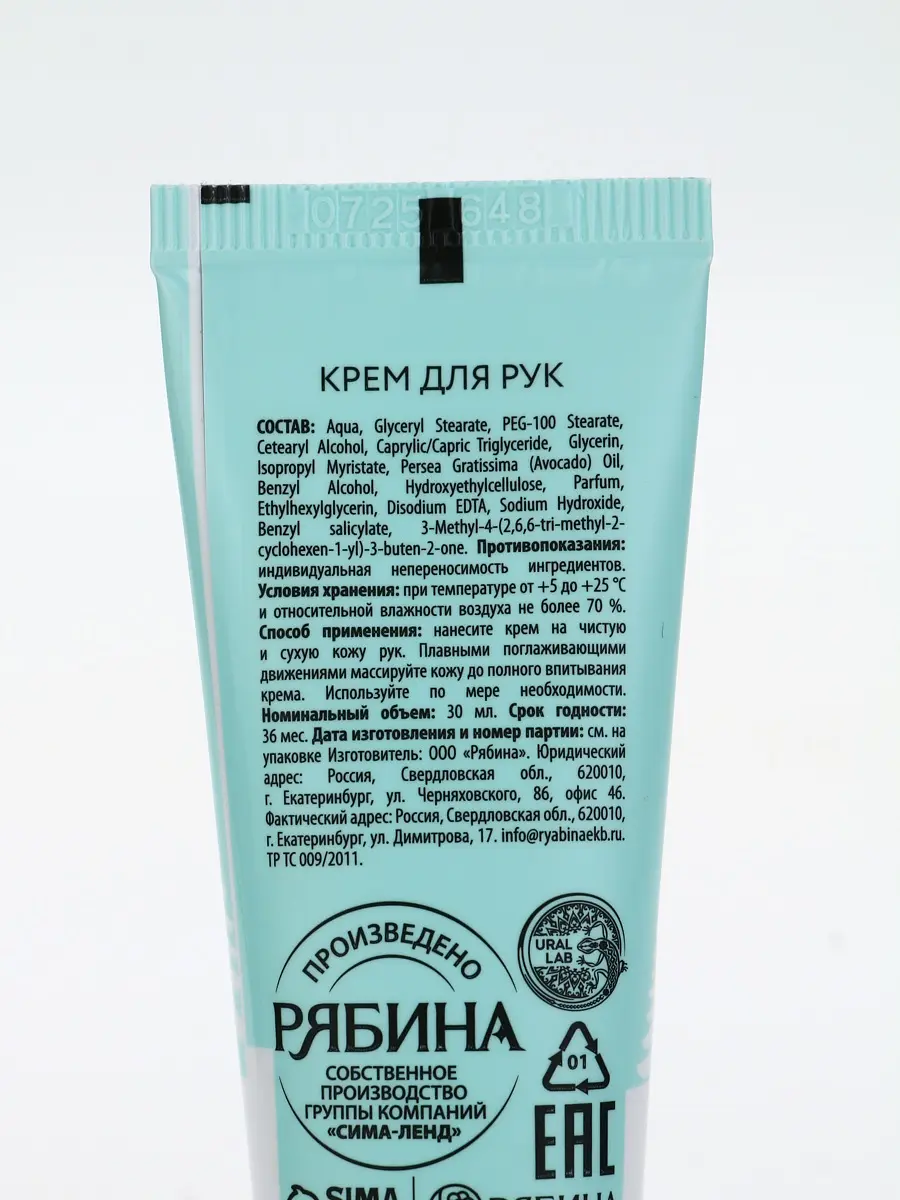 0725 648
КРЕМ ДЛЯ РУК
СОСТАВ: Aqua, Glyceryl Stearate, PEG-100 Stearate,
Cetearyl Alcohol, Caprylic/Capric Triglyceride, Glycerin,
Isopropyl Myristate, Persea Gratissima (Avocado) Oil,
Benzyl Alcohol, Hydroxyethylcellulose, Parfum,
Ethylhexylglycerin, Disodium EDTA, Sodium Hydroxide,
Benzyl salicylate, 3-Methyl-4-(2,6,6-tri-methyl-2-
cyclohexen-1-yl)-3-buten-2-one. Противопоказания:
индивидуальная непереносимость ингредиентов.
Условия хранения: при температуре от +5 до +25 °C
и относительной влажности воздуха не более 70 %.
Способ применения: нанесите крем на чистую
и сухую кожу рук. Плавными поглаживающими
движениями массируйте кожу до полного впитывания
крема. Используйте по мере необходимости.
Номинальный объем: 30 мл. Срок годности:
36 мес. Дата изготовления и номер партии: см. на
упаковке Изготовитель: ООО «Рябина». Юридический
адрес: Россия, Свердловская обл., 620010,
г. Екатеринбург, ул. Черняховского, 86, офис 46.
Фактический адрес: Россия, Свердловская обл., 620010,
г. Екатеринбург, ул. Димитрова, 17. info@ryabinaekb.ru.
ТР ТС 009/2011.
ПРОИЗВЕДЕНО
РЯБИНА
СОБСТВЕННОЕ
ПРОИЗВОДСТВО
ГРУППЫ КОМПАНИЙ
«СИМА-ЛЕНД»
URAL
LAB
01
EAC
SIMA
РЯБИНА